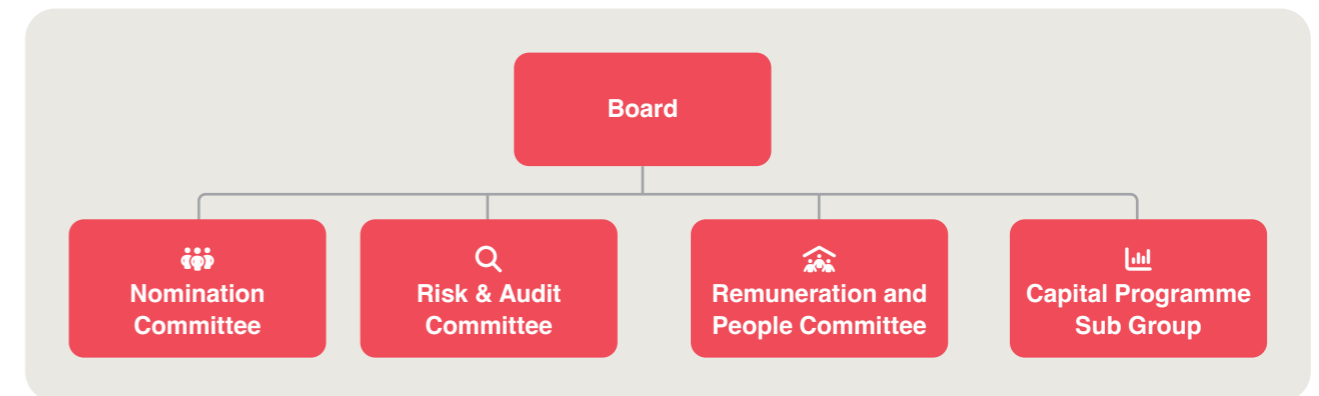 Board
Nomination
Committee
Risk & Audit
Committee
Remuneration and
People Committee
Capital Programme
Sub Group